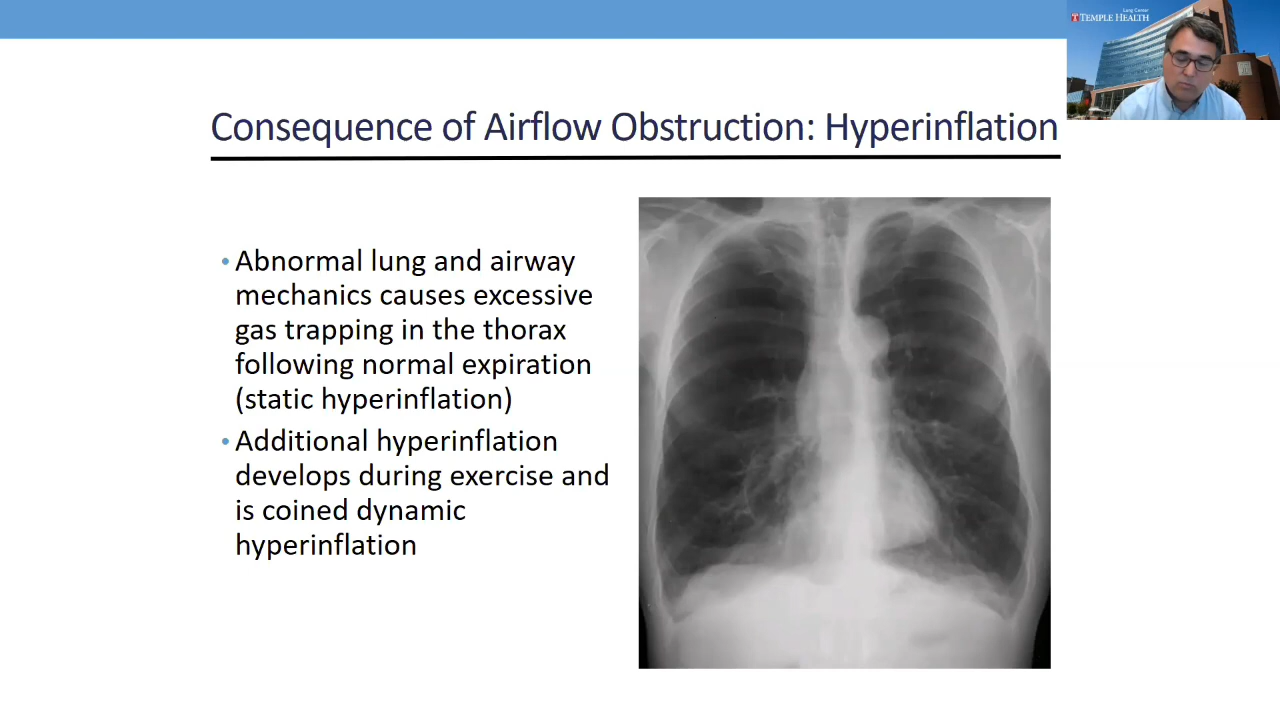 Lung Center
TEMPLE HEALTH
Consequence of Airflow Obstruction: Hyperinflation
• Abnormal lung and airway
mechanics causes excessive
gas trapping in the thorax
following normal expiration
(static hyperinflation)
• Additional hyperinflation
develops during exercise and
is coined dynamic
hyperinflation